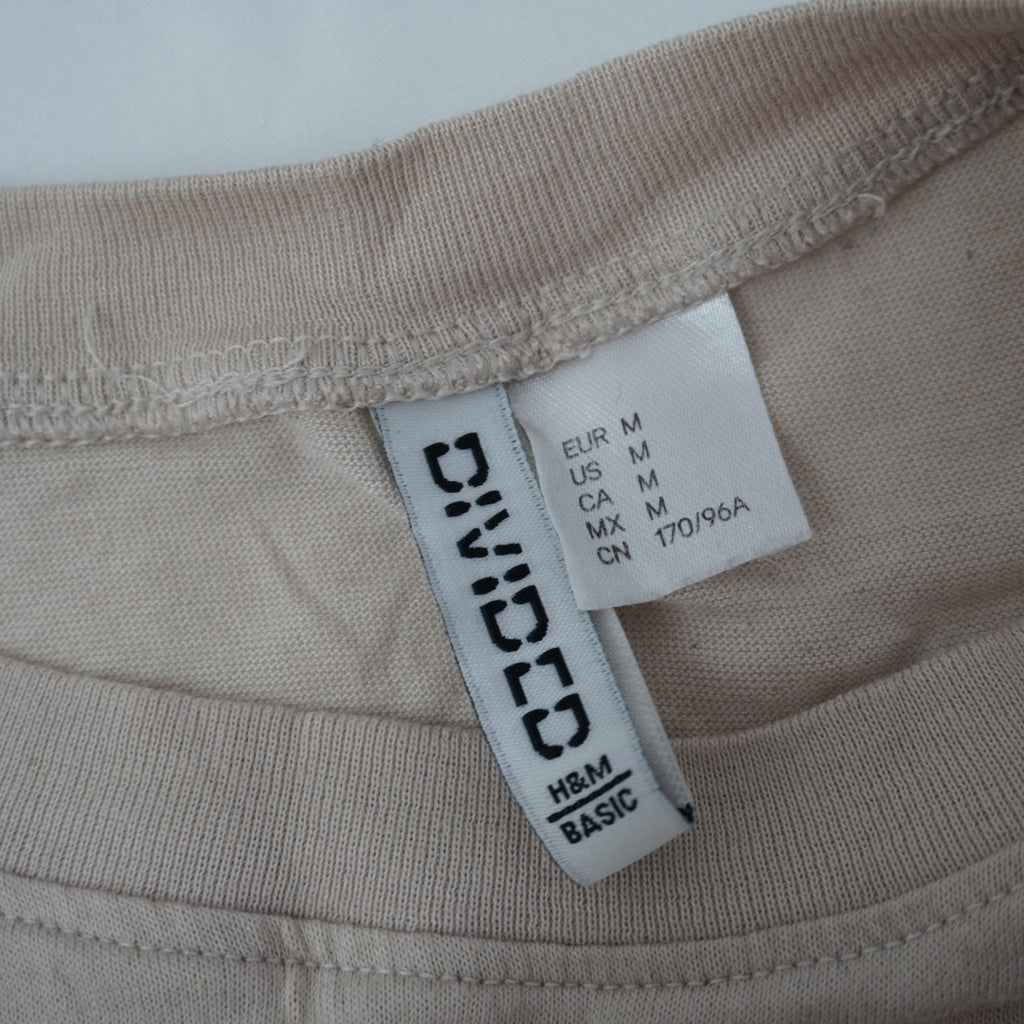 DIVIDED
H&M
BASIC
EUR M
US M
CA M
MX M
CN 170/96A